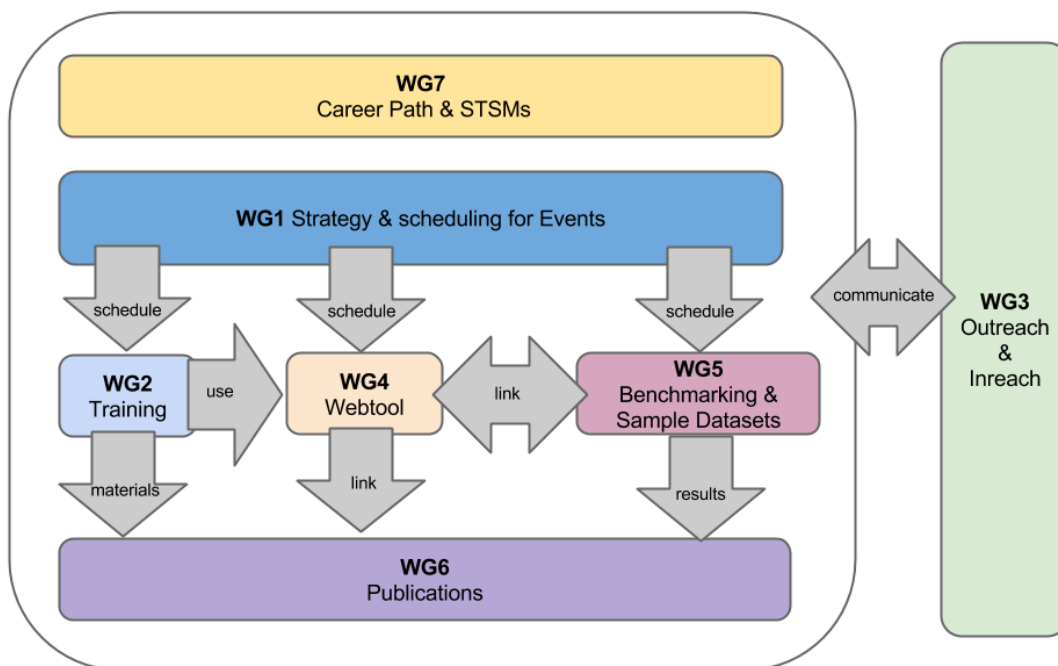 WG7
Career Path & STSMs
WG1 Strategy & scheduling for Events
schedule
schedule
schedule
communicate
WG3
Outreach
&
Inreach
WG2
Training
use
WG4
Webtool
link
WG5
Benchmarking &
Sample Datasets
materials
link
results
WG6
Publications